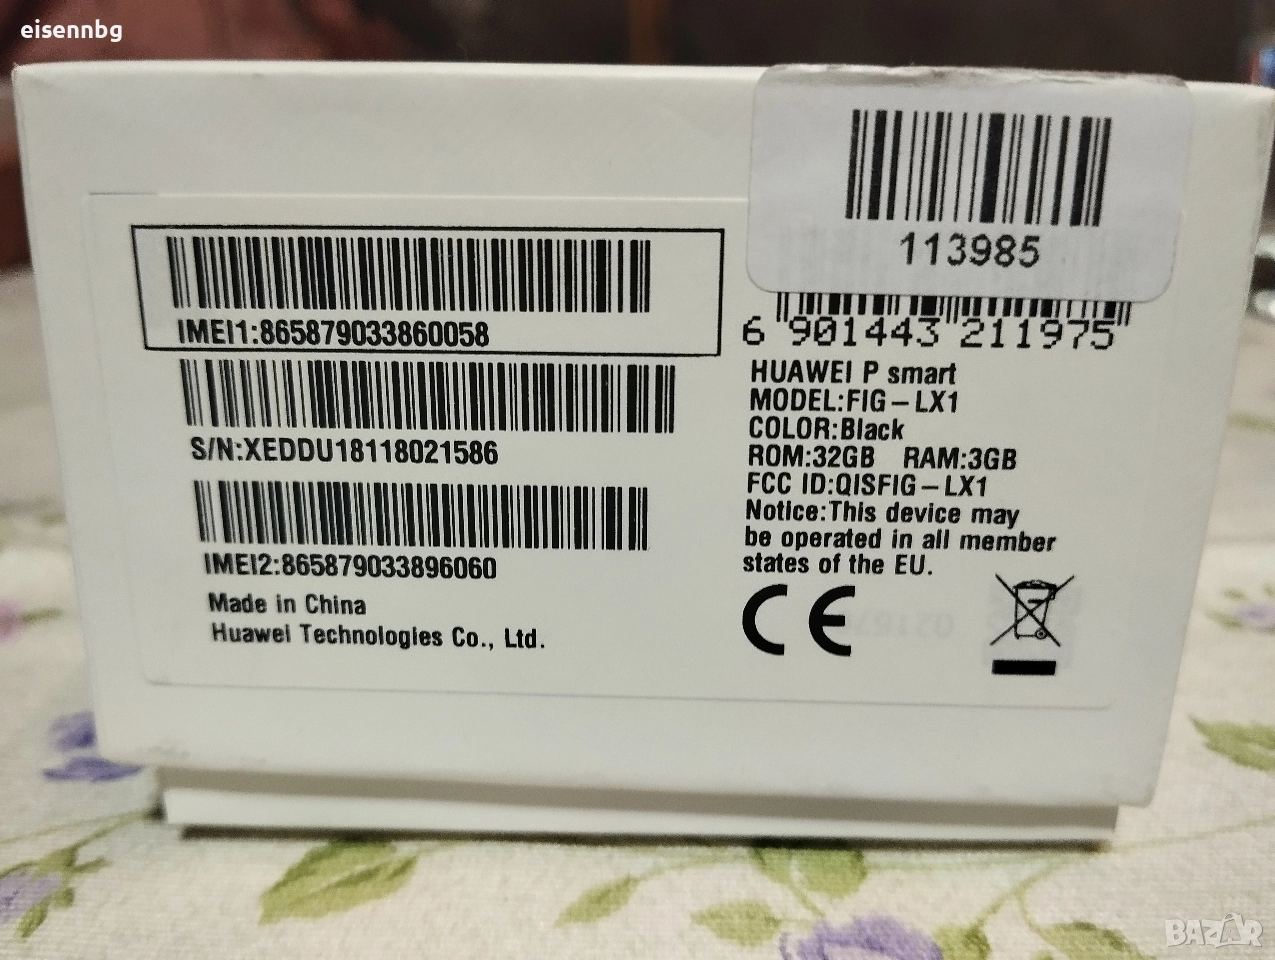 eisennbg
113985
6 901443 211975
IMEI1:865879033860058
S/N:XEDDU18118021586
IMEI2:865879033896060
Made in China
Huawei Technologies Co., Ltd.
HUAWEI P smart
MODEL:FIG-LX1
COLOR:Black
ROM:32GB RAM:3GB
FCC ID:QISFIG-LX1
Notice:This device may
be operated in all member
states of the EU.
CE
BAZAR